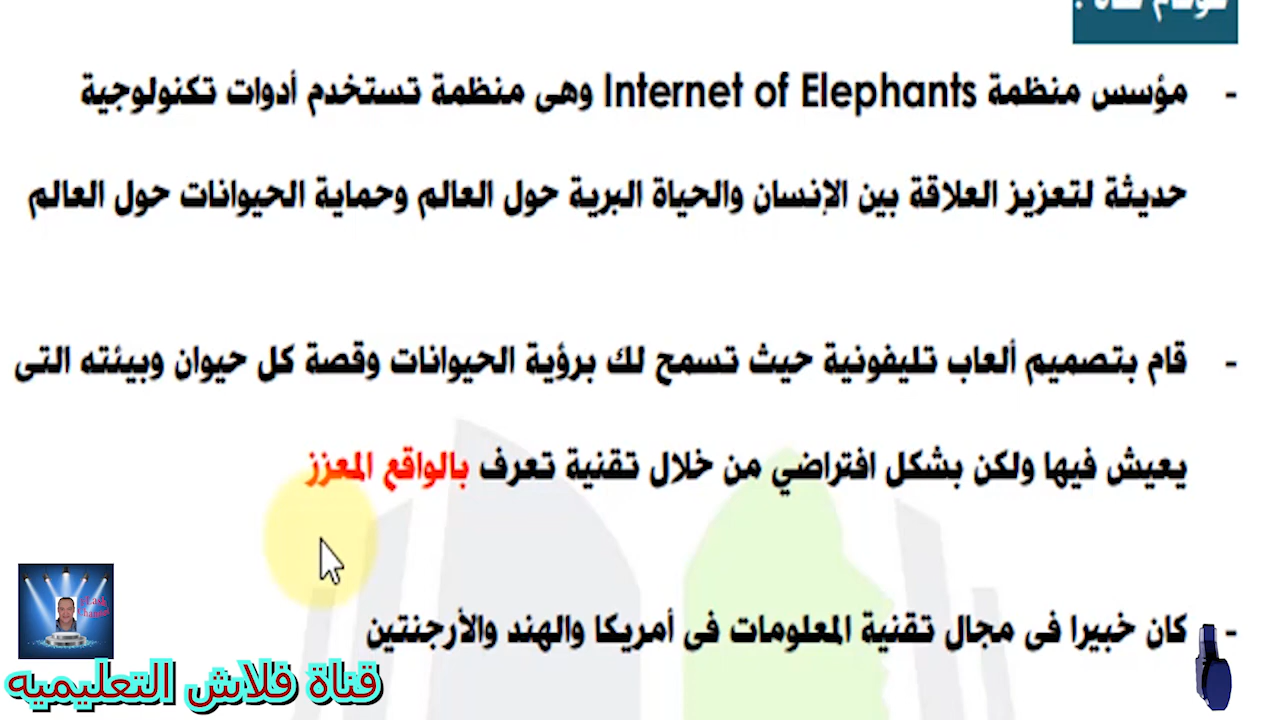 - مؤسس منظمة Internet of Elephants وهى منظمة تستخدم أدوات تكنولوجية
حديثة لتعزيز العلاقة بين الإنسان والحياة البرية حول العالم وحماية الحيوانات حول العالم
- قام بتصميم ألعاب تليفونية حيث تسمح لك برؤية الحيوانات وقصة كل حيوان وبيئته التى
يعيش فيها ولكن بشكل افتراضي من خلال تقنية تعرف بالواقع المعزز
- كان خبيرا فى مجال تقنية المعلومات فى أمريكا والهند والأرجنتين
قناة فلاش التعليميه